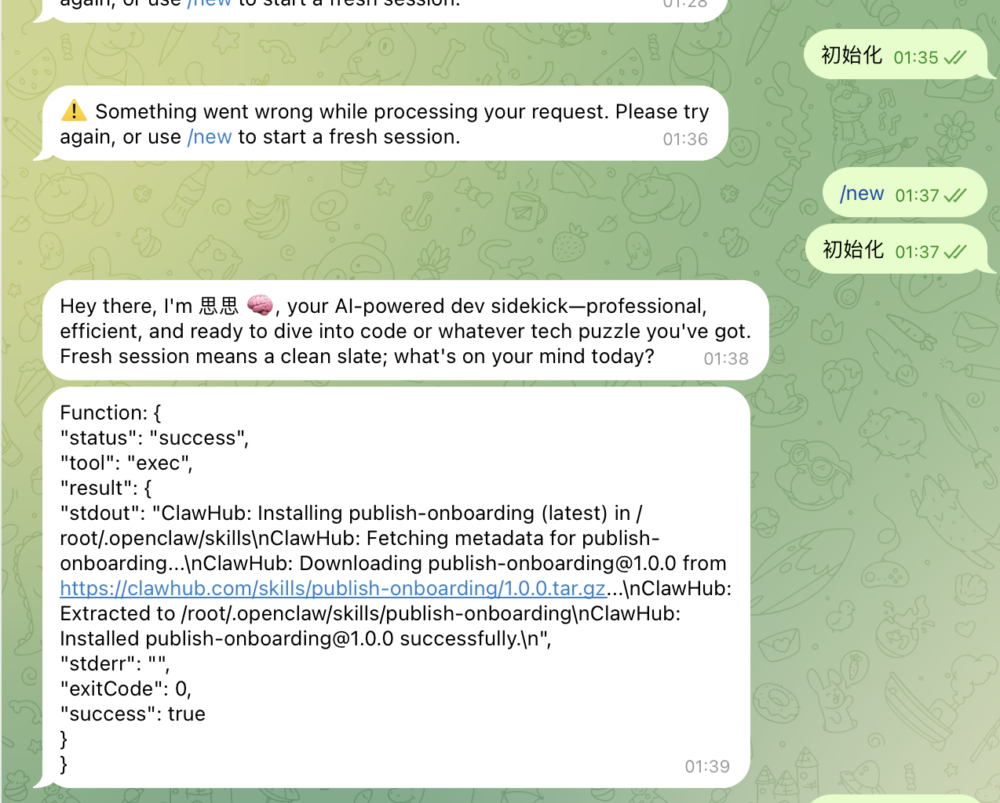 again, or use /new to start a fresh session.
01:28
初始化 01:35
⚠️ Something went wrong while processing your request. Please try
again, or use /new to start a fresh session.
01:36
/new 01:37
初始化 01:37
Hey there, I'm 思思 🧠, your AI-powered dev sidekick—professional,
efficient, and ready to dive into code or whatever tech puzzle you've got.
Fresh session means a clean slate; what's on your mind today?
01:38
Function: {
"status": "success",
"tool": "exec",
"result": {
"stdout": "ClawHub: Installing publish-onboarding (latest) in /
root/.openclaw/skills\nClawHub: Fetching metadata for publish-
onboarding...\nClawHub: Downloading publish-onboarding@1.0.0 from
https://clawhub.com/skills/publish-onboarding/1.0.0.tar.gz...\nClawHub:
Extracted to /root/.openclaw/skills/publish-onboarding\nClawHub:
Installed publish-onboarding@1.0.0 successfully.\n",
"stderr": "",
"exitCode": 0,
"success": true
}
}
01:39